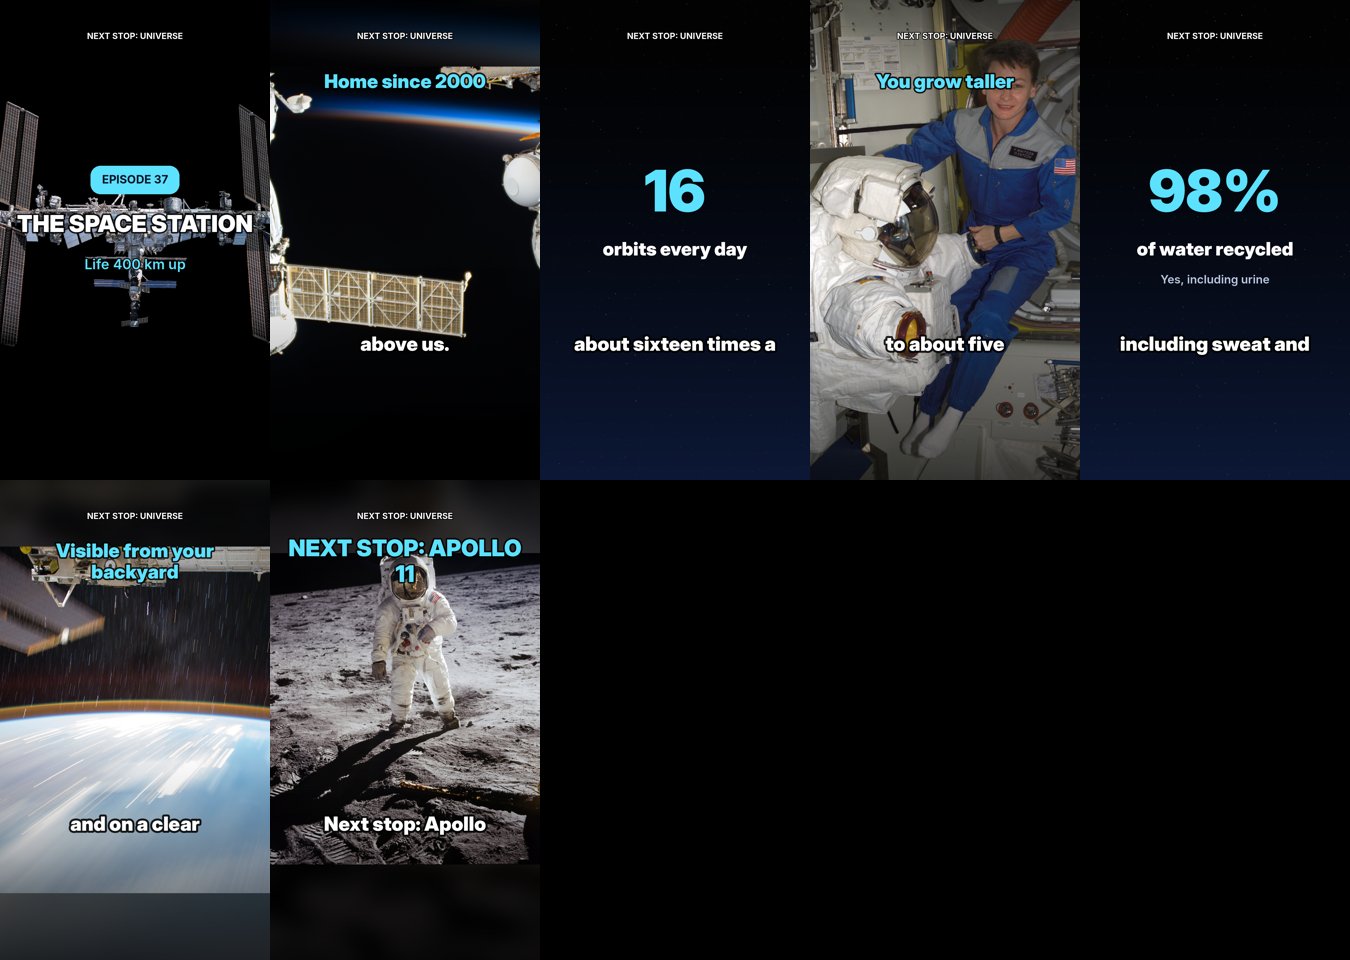 NEXT STOP: UNIVERSE
EPISODE 37
THE SPACE STATION
Life 400 km up
NEXT STOP: UNIVERSE
Home since 2000
above us.
NEXT STOP: UNIVERSE
16
orbits every day
about sixteen times a
NEXT STOP: UNIVERSE
You grow taller
to about five
NEXT STOP: UNIVERSE
98%
of water recycled
Yes, including urine
including sweat and
NEXT STOP: UNIVERSE
Visible from your
backyard
and on a clear
NEXT STOP: UNIVERSE
NEXT STOP: APOLLO
11
Next stop: Apollo